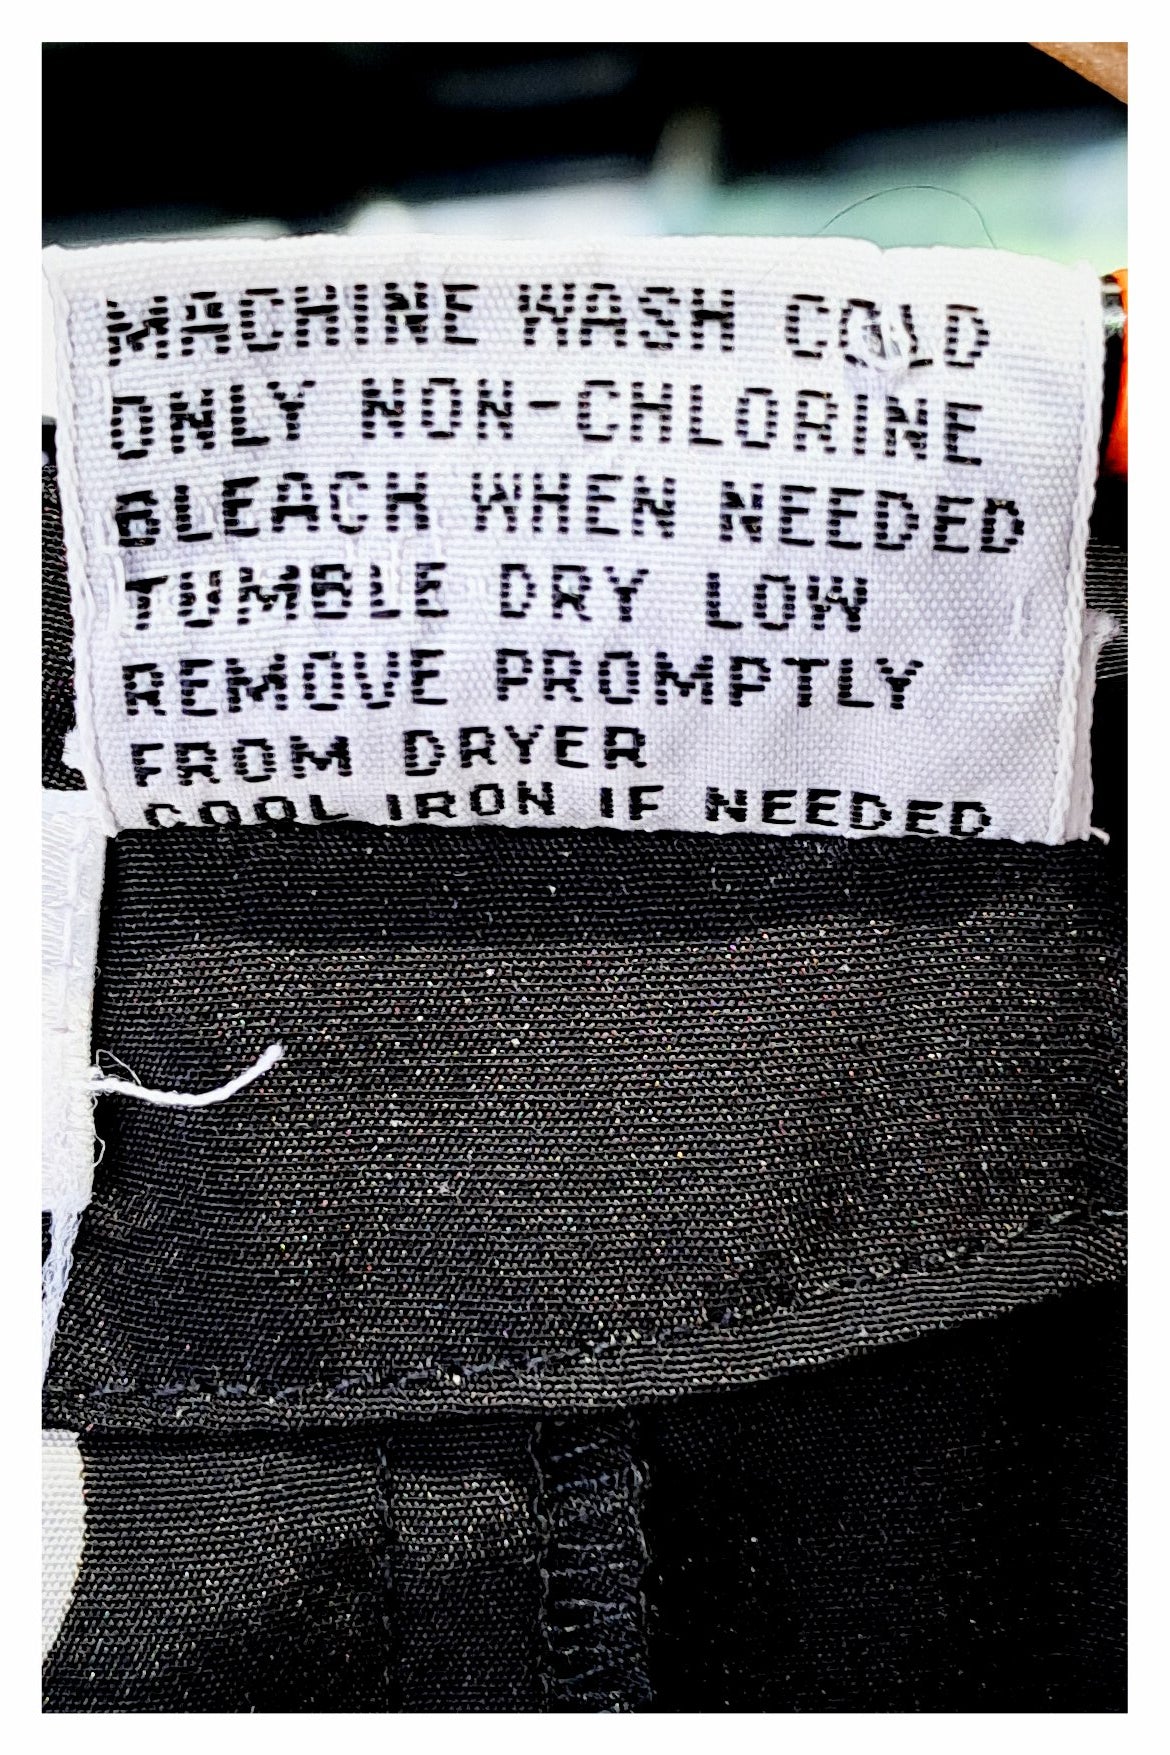 MACHINE WASH COLD
ONLY NON-CHLORINE
BLEACH WHEN NEEDED
TUMBLE DRY LOW
REMOVE PROMPTLY
FROM DRYER
COOL IRON IF NEEDED